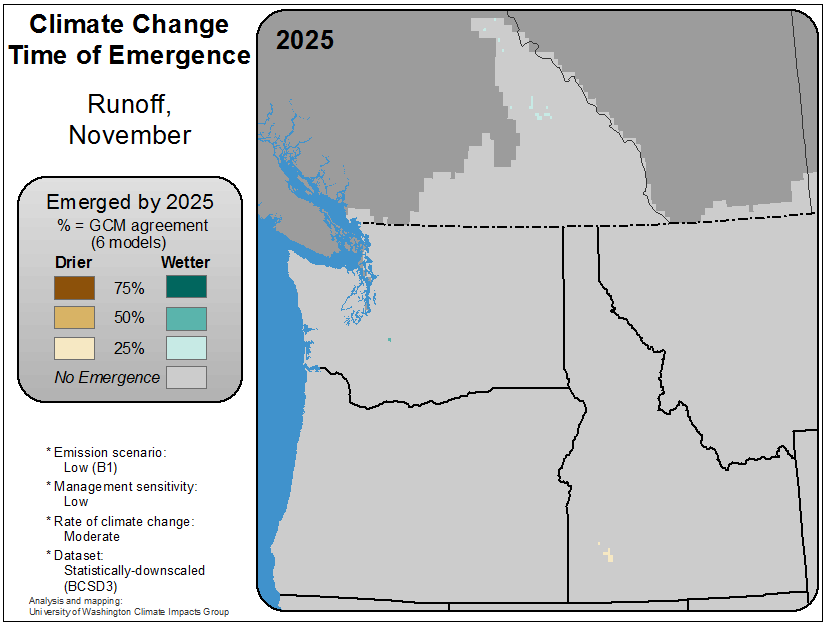 Climate Change
Time of Emergence
Runoff,
November
2025
Emerged by 2025
% = GCM agreement
(6 models)
Drier Wetter
75%
50%
25%
No Emergence
* Emission scenario:
Low (B1)
* Management sensitivity:
Low
* Rate of climate change:
Moderate
* Dataset:
Statistically-downscaled
(BCSD3)
Analysis and mapping:
University of Washington Climate Impacts Group